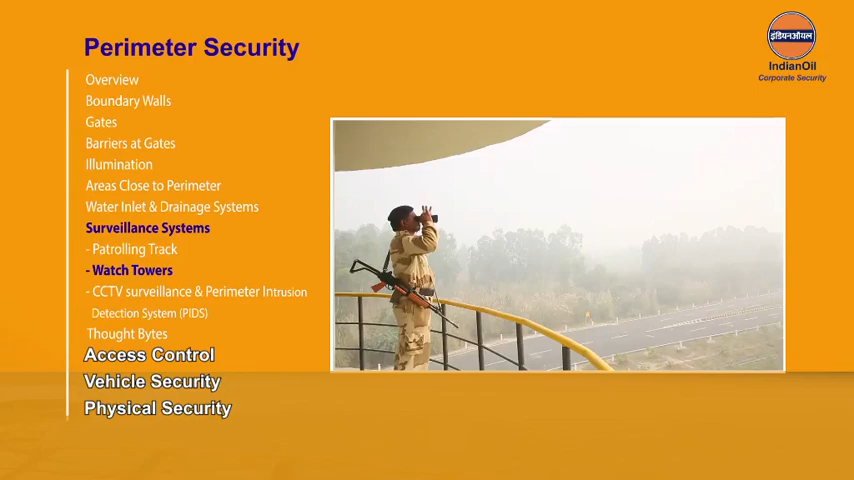 Perimeter Security
Overview
Boundary Walls
Gates
Barriers at Gates
Illumination
Areas Close to Perimeter
Water Inlet & Drainage Systems
Surveillance Systems
- Patrolling Track
- Watch Towers
- CCTV surveillance & Perimeter Intrusion
Detection System (PIDS)
Thought Bytes
Access Control
Vehicle Security
Physical Security
इंडियनऑयल
IndianOil
Corporate Security